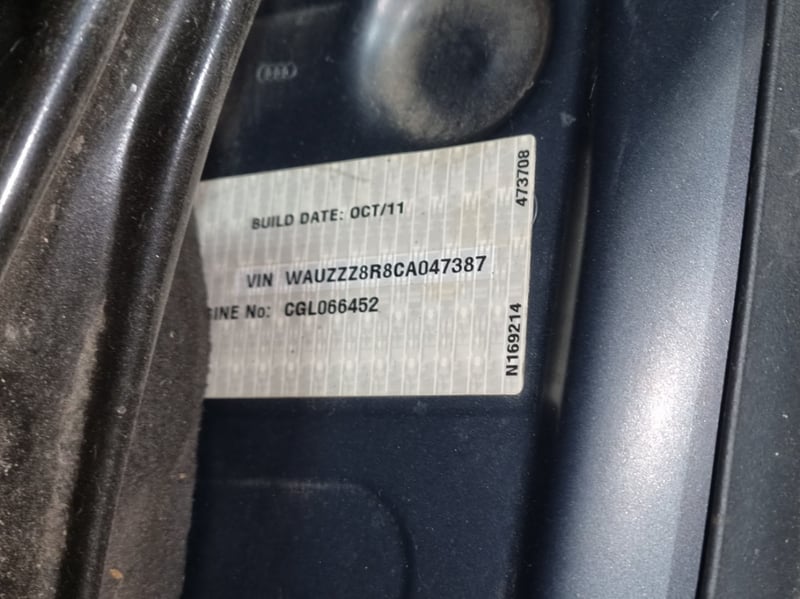 BUILD DATE: OCT/11
VIN WAUZZZ8R8CA047387
GINE No: CGL066452
473708
N169214